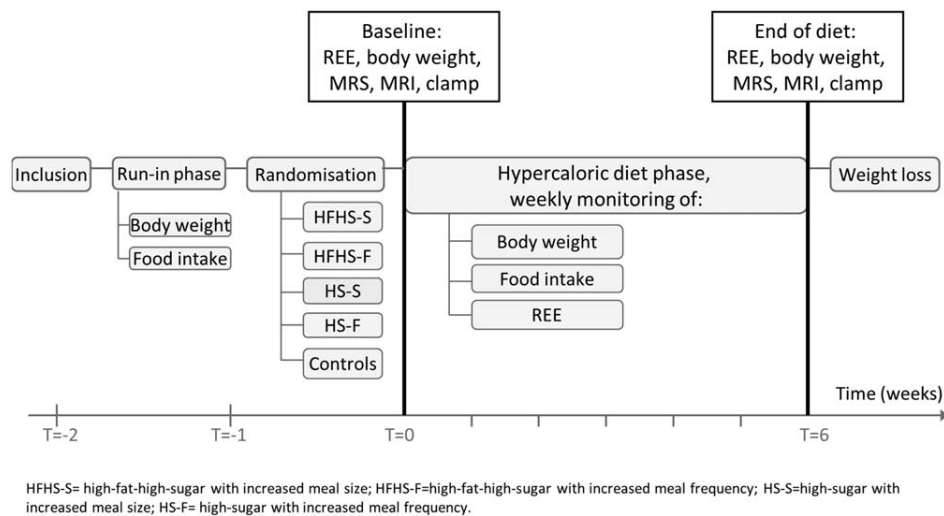 Baseline:
REE, body weight,
MRS, MRI, clamp
End of diet:
REE, body weight,
MRS, MRI, clamp
Inclusion
Run-in phase
Randomisation
Hypercaloric diet phase,
weekly monitoring of:
Weight loss
Body weight
Food intake
HFHS-S
HFHS-F
HS-S
HS-F
Controls
Body weight
Food intake
REE
Time (weeks)
T=-2
T=-1
T=0
T=6
HFHS-S= high-fat-high-sugar with increased meal size; HFHS-F=high-fat-high-sugar with increased meal frequency; HS-S=high-sugar with
increased meal size; HS-F= high-sugar with increased meal frequency.